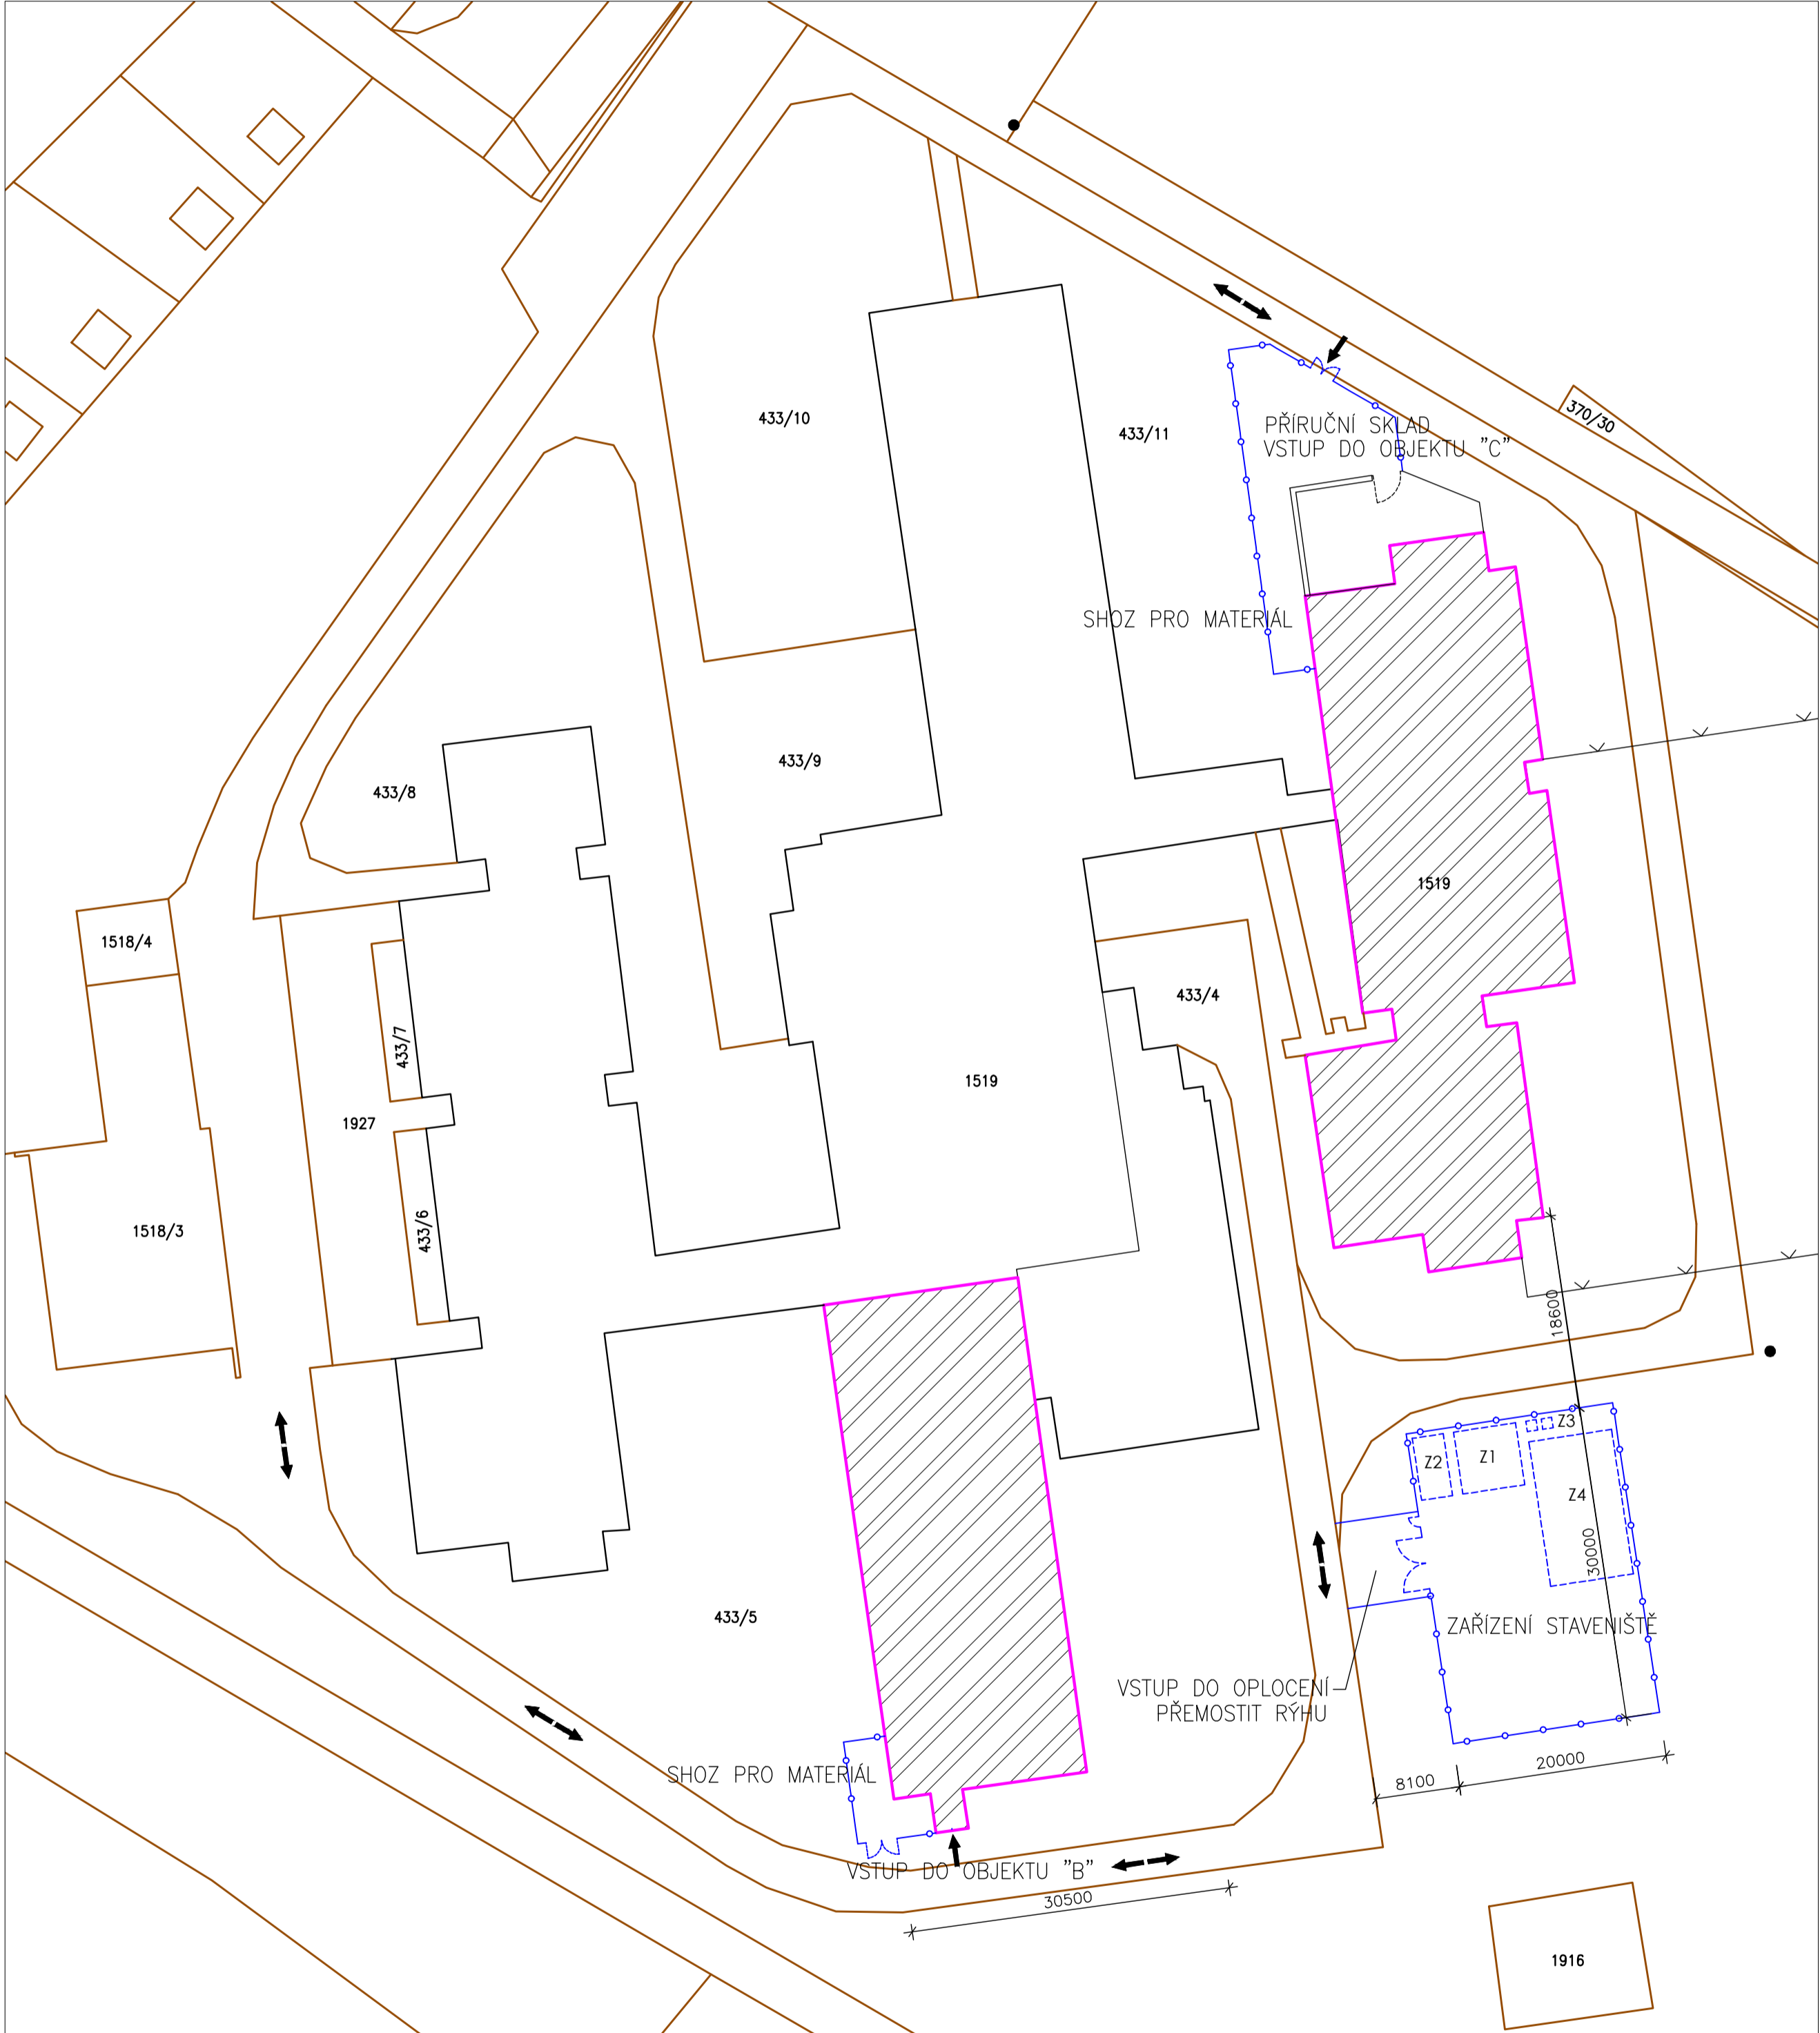 433/10
433/11
370/30
PŘÍRUČNÍ SKLAD
VSTUP DO OBJEKTU "C"
SHOZ PRO MATERIÁL
433/9
433/8
1519
1518/4
433/4
433/7
1519
1927
433/6
1518/3
18600
Z3
Z2
Z1
Z4
30000
433/5
ZAŘÍZENÍ STAVENIŠTĚ
VSTUP DO OPLOCENÍ
PŘEMOSTIT RÝHU
SHOZ PRO MATERIÁL
20000
8100
VSTUP DO OBJEKTU "B"
30500
1916